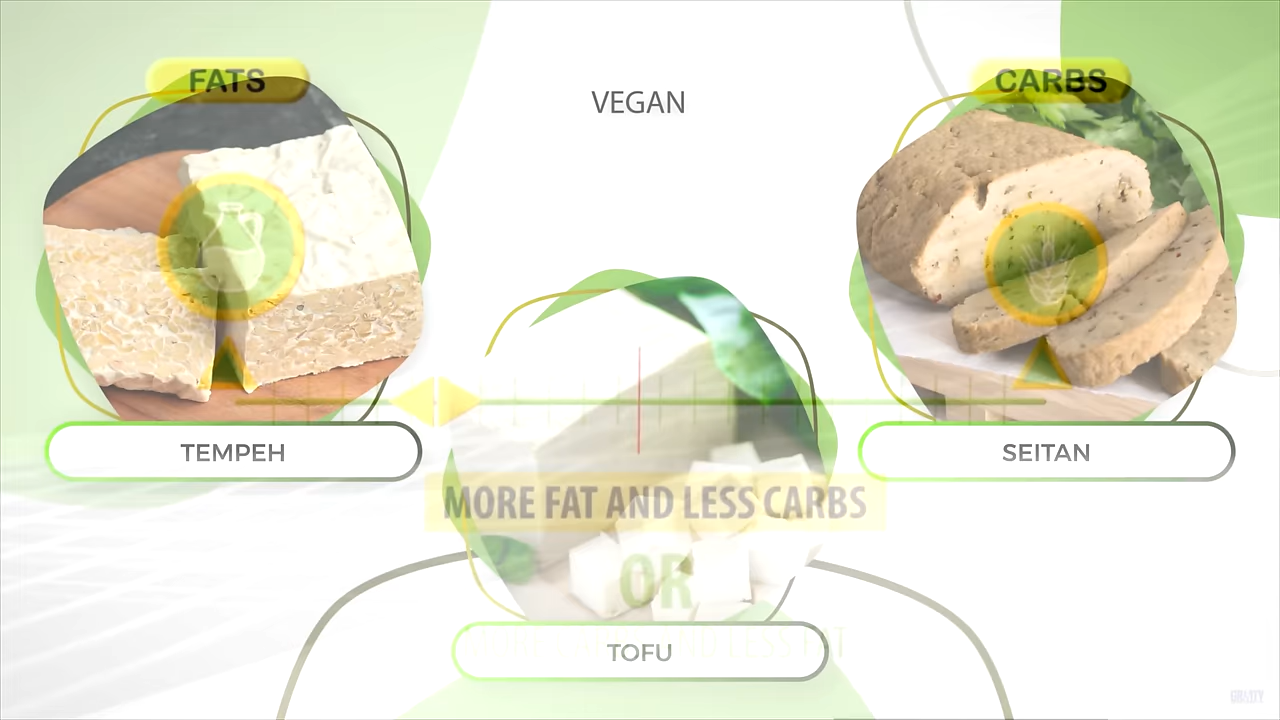 FATS
CARBS
VEGAN
TEMPEH
SEITAN
MORE FAT AND LESS CARBS
OR
TOFU